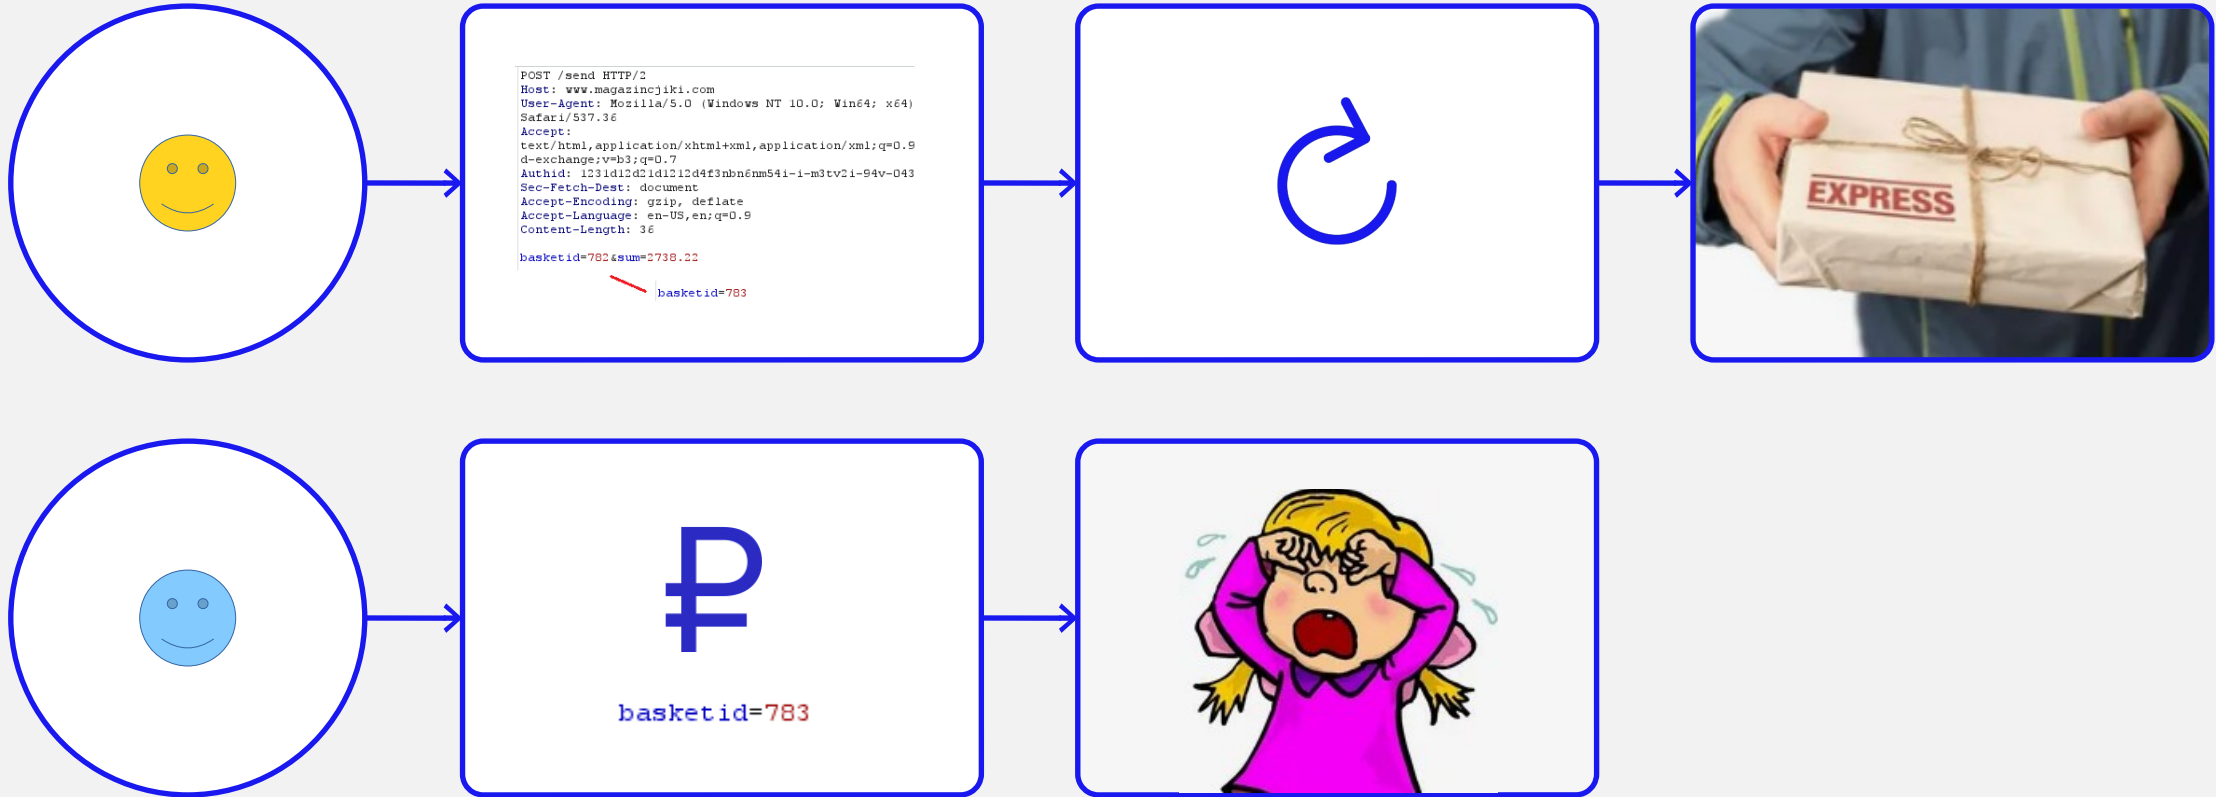 POST /send HTTP/2
Host: www.magazincjiki.com
User-Agent: Mozilla/5.0 (Windows NT 10.0; Win64; x64)
Safari/537.36
Accept:
text/html,application/xhtml+xml,application/xml;q=0.9
d-exchange;v=b3;q=0.7
Authid: 1231d12d21d1212d4f3nbn6nm54i-i-m3tv2i-94v-043
Sec-Fetch-Dest: document
Accept-Encoding: gzip, deflate
Accept-Language: en-US,en;q=0.9
Content-Length: 36
basketid=782&sum=2738.22
basketid=783
EXPRESS
₽
basketid=783